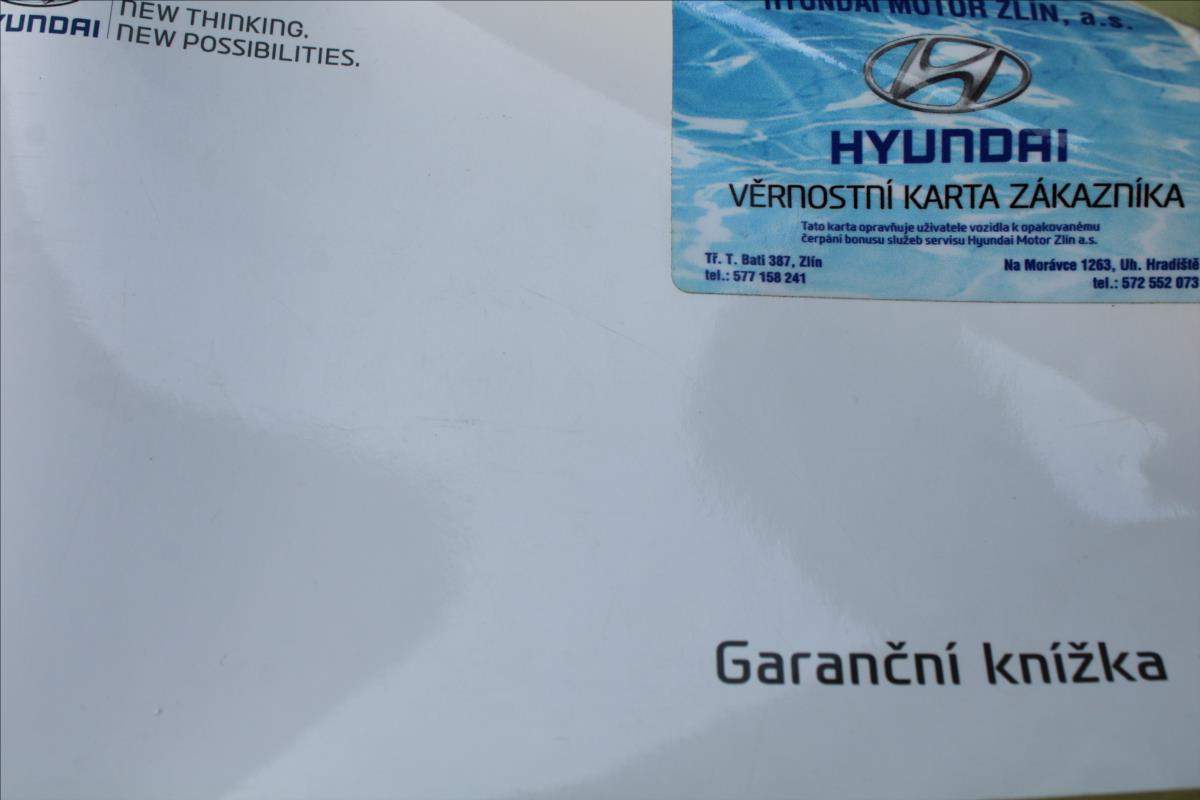 HYUNDAI
NEW THINKING.
NEW POSSIBILITIES.
HYUNDAI MOTOR ZLÍN, a.s.
HYUNDAI
VĚRNOSTNÍ KARTA ZÁKAZNÍKA
Tato karta opravňuje uživatele vozidla k opakovanému
čerpání bonusu služeb servisu Hyundai Motor Zlín a.s.
Tř. T. Bati 387, Zlín
tel.: 577 158 241
Na Morávce 1263, Uh. Hradiště
tel.: 572 552 073
Garanční knížka